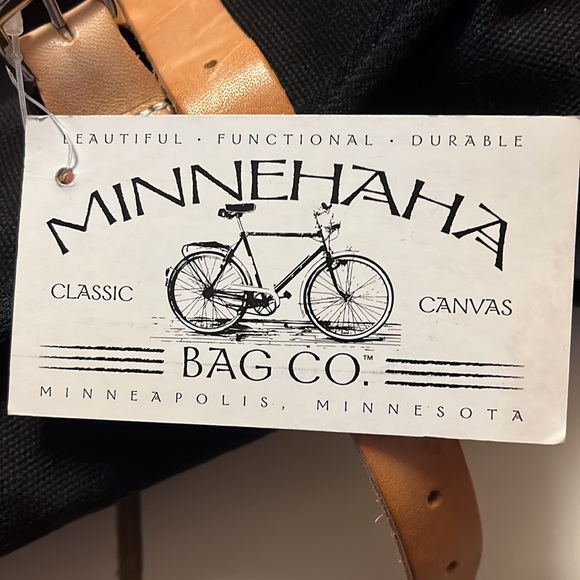 BEAUTIFUL · FUNCTIONAL · DURABLE
MINNEHAHA
CLASSIC CANVAS
BAG CO.™
MINNEAPOLIS, MINNESOTA